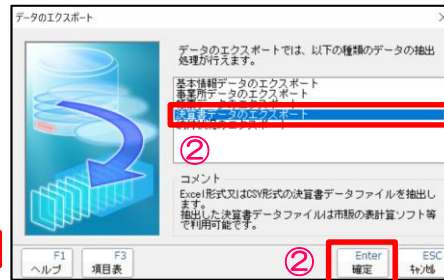 データのエクスポート
データのエクスポートでは、以下の種類のデータの抽出
処理が行えます。
基本情報データのエクスポート
事業所データのエクスポート
決算書データのエクスポート
②
コメント
Excel形式又はCSV形式の決算書データファイルを抽出し
ます。
抽出した決算書データファイルは市販の表計算ソフト等
で利用可能です。
F1
ヘルプ
F3
項目表
②
Enter
確定
ESC
キャンセル